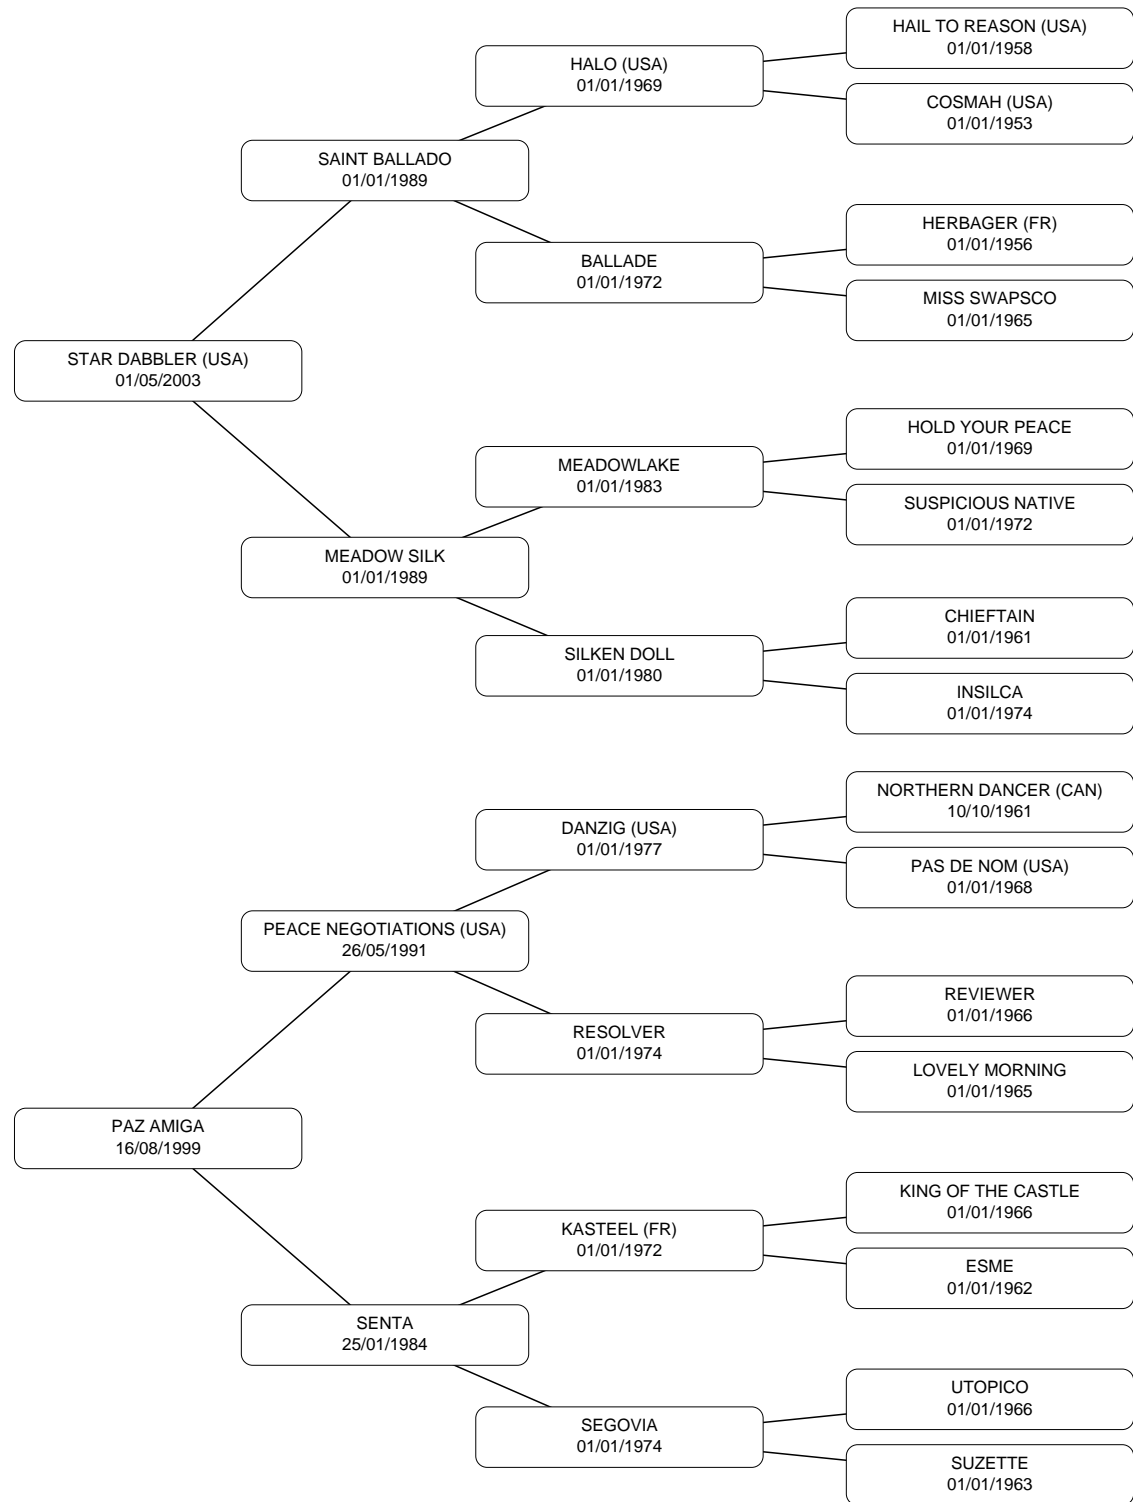 HAIL TO REASON (USA)
01/01/1958
HALO (USA)
01/01/1969
COSMAH (USA)
01/01/1953
SAINT BALLADO
01/01/1989
HERBAGER (FR)
01/01/1956
BALLADE
01/01/1972
MISS SWAPSCO
01/01/1965
STAR DABBLER (USA)
01/05/2003
HOLD YOUR PEACE
01/01/1969
MEADOWLAKE
01/01/1983
SUSPICIOUS NATIVE
01/01/1972
MEADOW SILK
01/01/1989
CHIEFTAIN
01/01/1961
SILKEN DOLL
01/01/1980
INSILCA
01/01/1974
NORTHERN DANCER (CAN)
10/10/1961
DANZIG (USA)
01/01/1977
PAS DE NOM (USA)
01/01/1968
PEACE NEGOTIATIONS (USA)
26/05/1991
REVIEWER
01/01/1966
RESOLVER
01/01/1974
LOVELY MORNING
01/01/1965
PAZ AMIGA
16/08/1999
KING OF THE CASTLE
01/01/1966
KASTEEL (FR)
01/01/1972
ESME
01/01/1962
SENTA
25/01/1984
UTOPICO
01/01/1966
SEGOVIA
01/01/1974
SUZETTE
01/01/1963